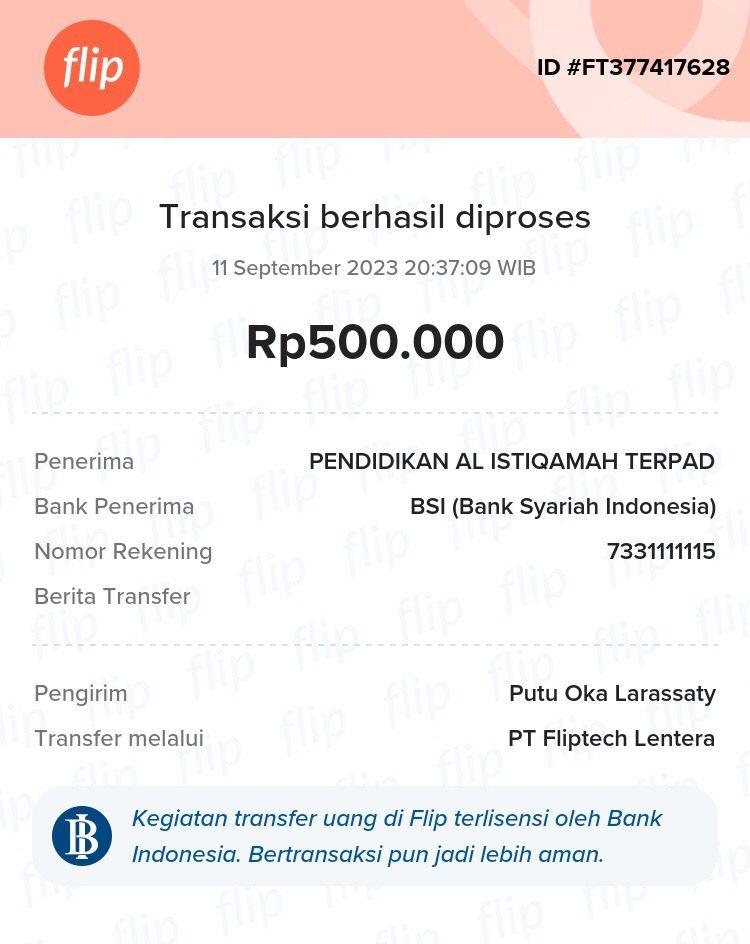 flip
ID #FT377417628
Transaksi berhasil diproses
11 September 2023 20:37:09 WIB
Rp500.000
Penerima PENDIDIKAN AL ISTIQAMAH TERPAD
Bank Penerima BSI (Bank Syariah Indonesia)
Nomor Rekening 7331111115
Berita Transfer
Pengirim Putu Oka Larassaty
Transfer melalui PT Fliptech Lentera
Kegiatan transfer uang di Flip terlisensi oleh Bank
Indonesia. Bertransaksi pun jadi lebih aman.